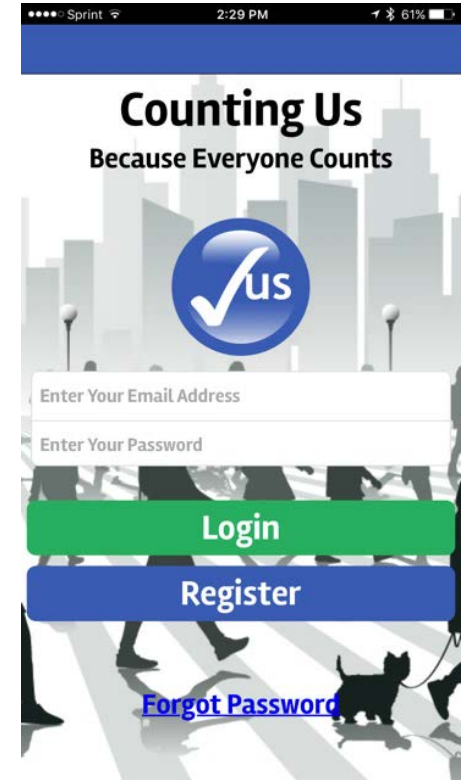 Sprint 2:29 PM 61%
Counting Us
Because Everyone Counts
us
Enter Your Email Address
Enter Your Password
Login
Register
Forgot Password